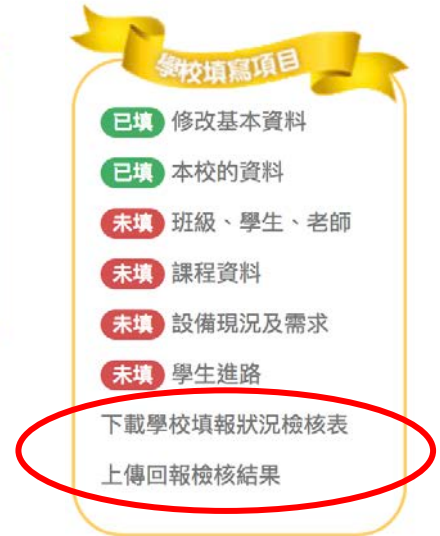 學校填寫項目
已填 修改基本資料
已填 本校的資料
未填 班級、學生、老師
未填 課程資料
未填 設備現況及需求
未填 學生進路
下載學校填報狀況檢核表
上傳回報檢核結果